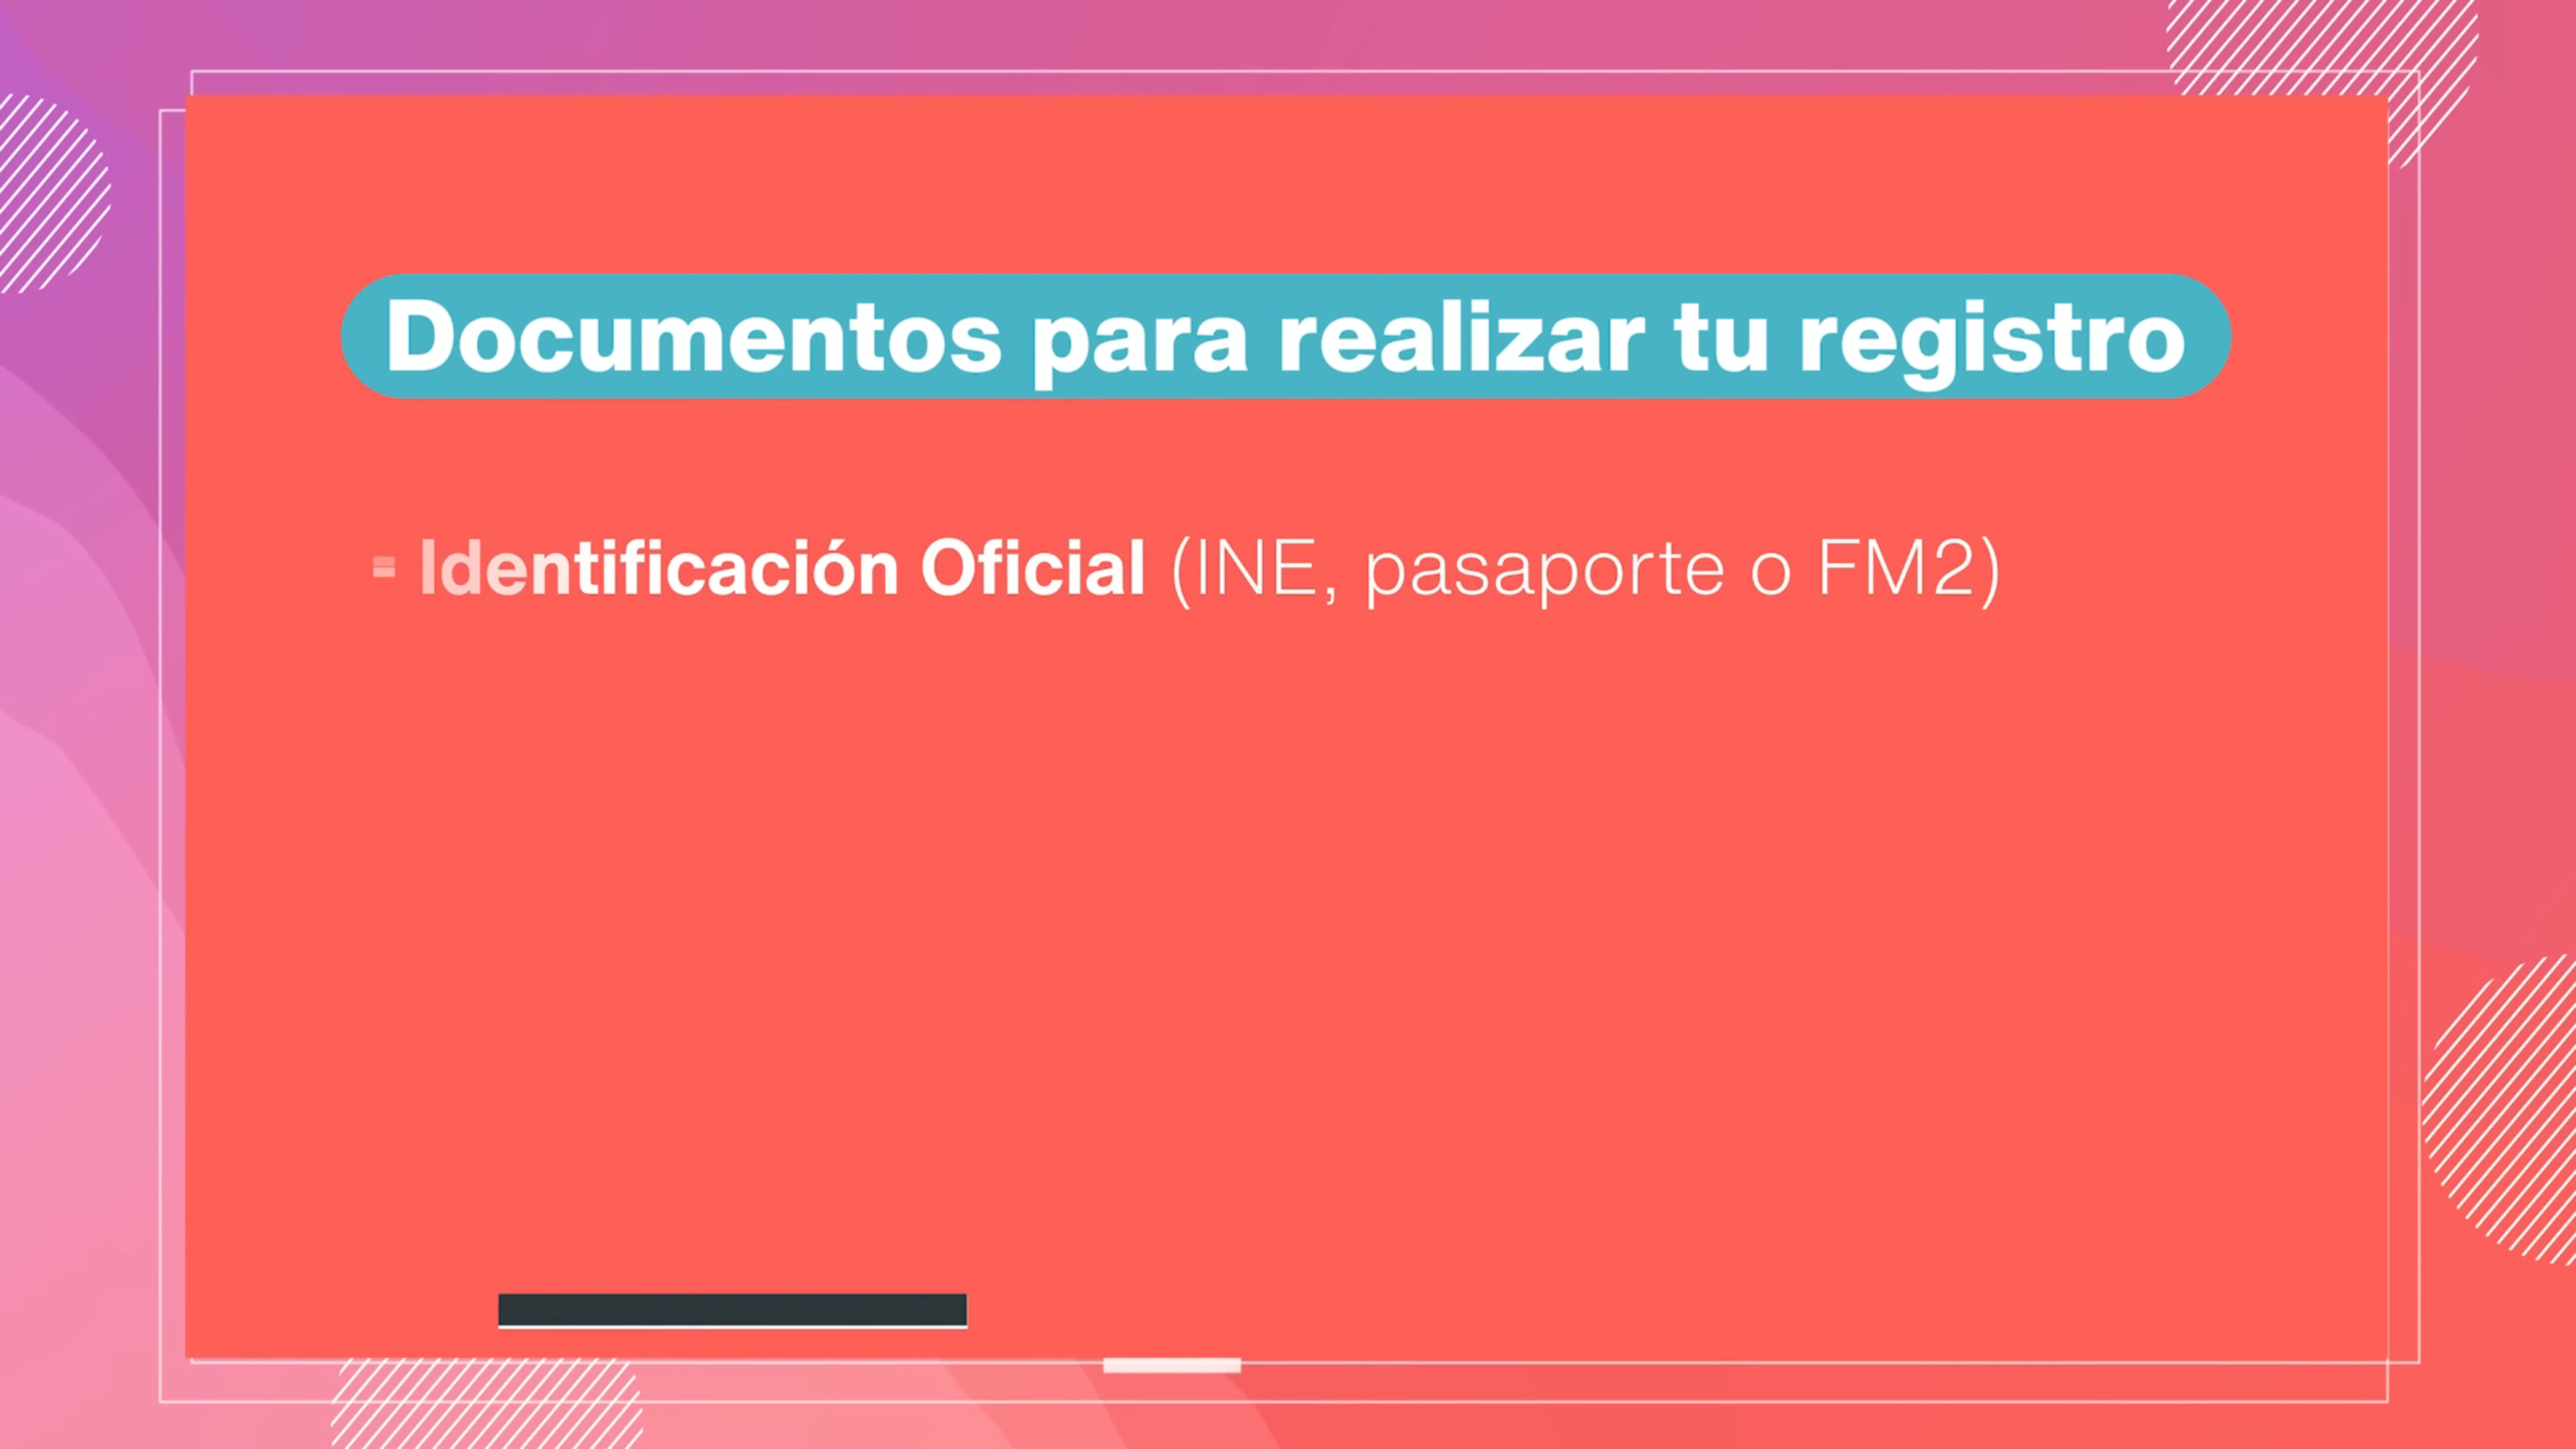 Documentos para realizar tu registro
Identificación Oficial (INE, pasaporte o FM2)